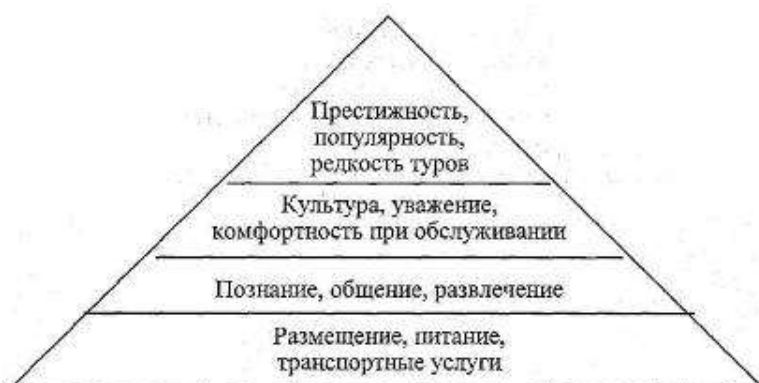 Престижность,
популярность,
редкость туров
Культура, уважение,
комфортность при обслуживании
Познание, общение, развлечение
Размещение, питание,
транспортные услуги